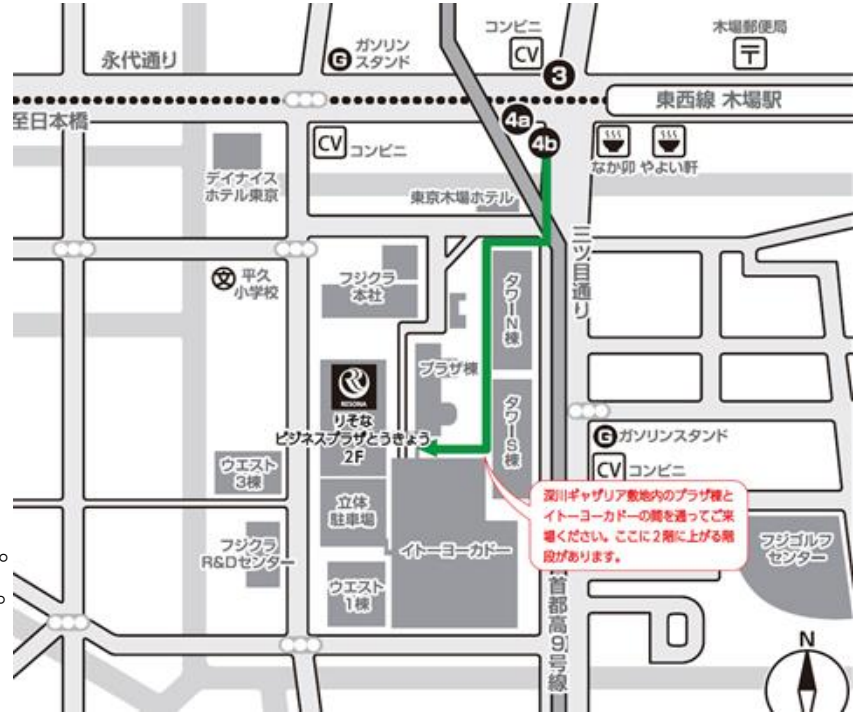 コンビニ
CV
木場郵便局
〒
永代通り
G
ガソリン
スタンド
3
東西線 木場駅
至日本橋
4a
4b
CV
コンビニ
なか卯
やよい軒
デイナイス
ホテル東京
東京木場ホテル
三ツ目通り
文
平久
小学校
フジクラ
本社
タワーN棟
プラザ棟
RESONA
りそな
ビジネスプラザとうきょう
2F
タワーS棟
G
ガソリンスタンド
CV
コンビニ
ウエスト
3棟
立体
駐車場
深川ギャザリア敷地内のプラザ棟と
イトーヨーカドーの間を通ってご来
場ください。ここに2階に上がる階
段があります。
イトーヨーカドー
フジゴルフ
センター
フジクラ
R&Dセンター
。
。
ウエスト
1棟
首都高9号線
N